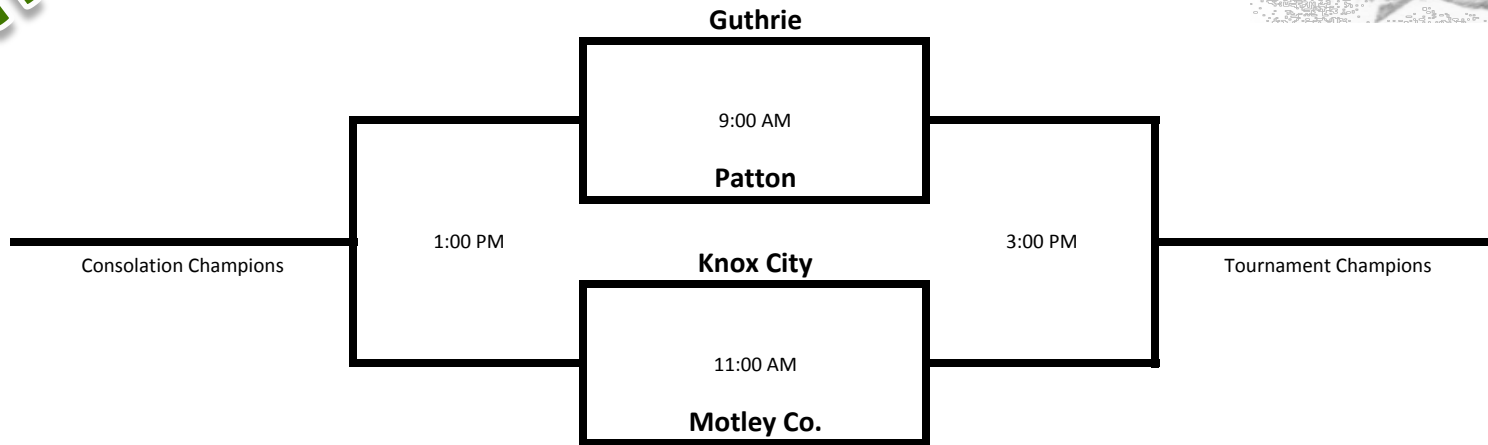 Guthrie
9:00 AM
Patton
1:00 PM
3:00 PM
Consolation Champions
Knox City
Tournament Champions
11:00 AM
Motley Co.